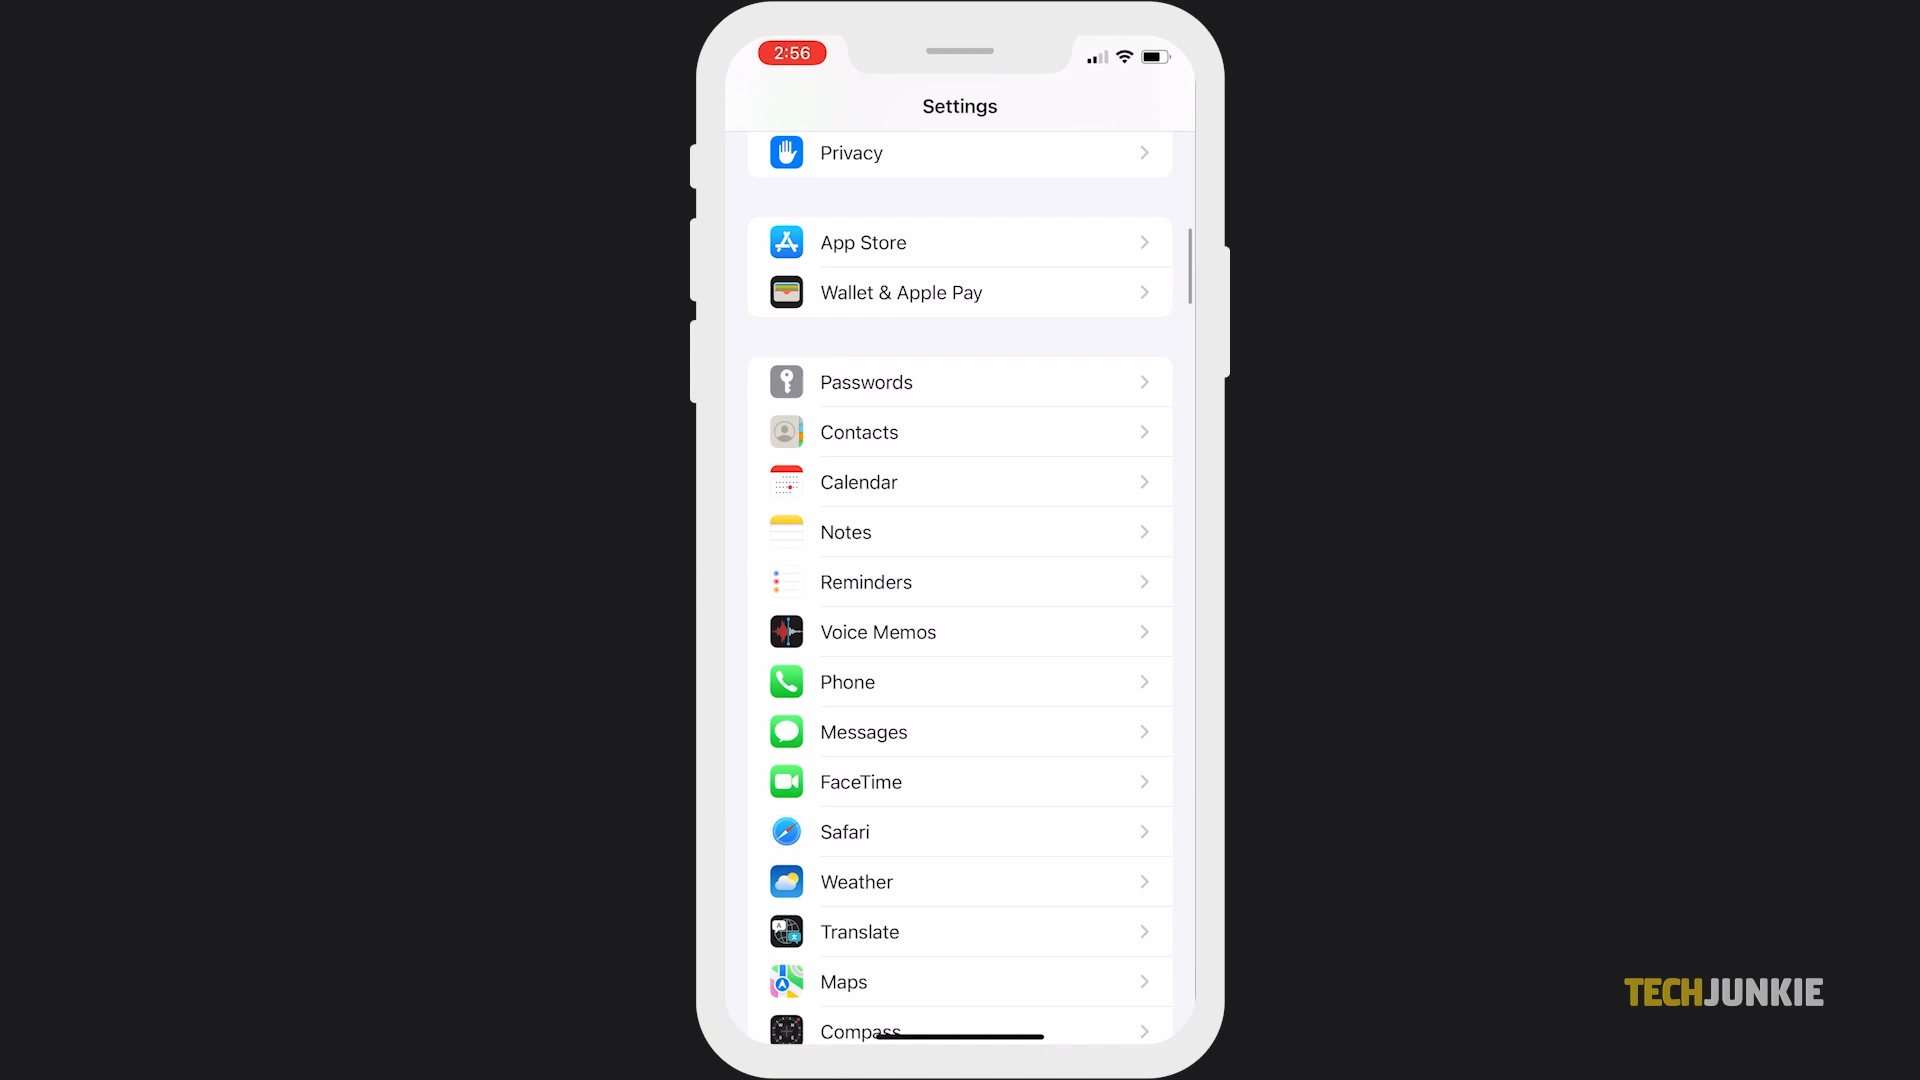 2:56
Settings
Privacy
App Store
Wallet & Apple Pay
Passwords
Contacts
Calendar
Notes
Reminders
Voice Memos
Phone
Messages
FaceTime
Safari
Weather
Translate
Maps
Compass
TECHJUNKIE